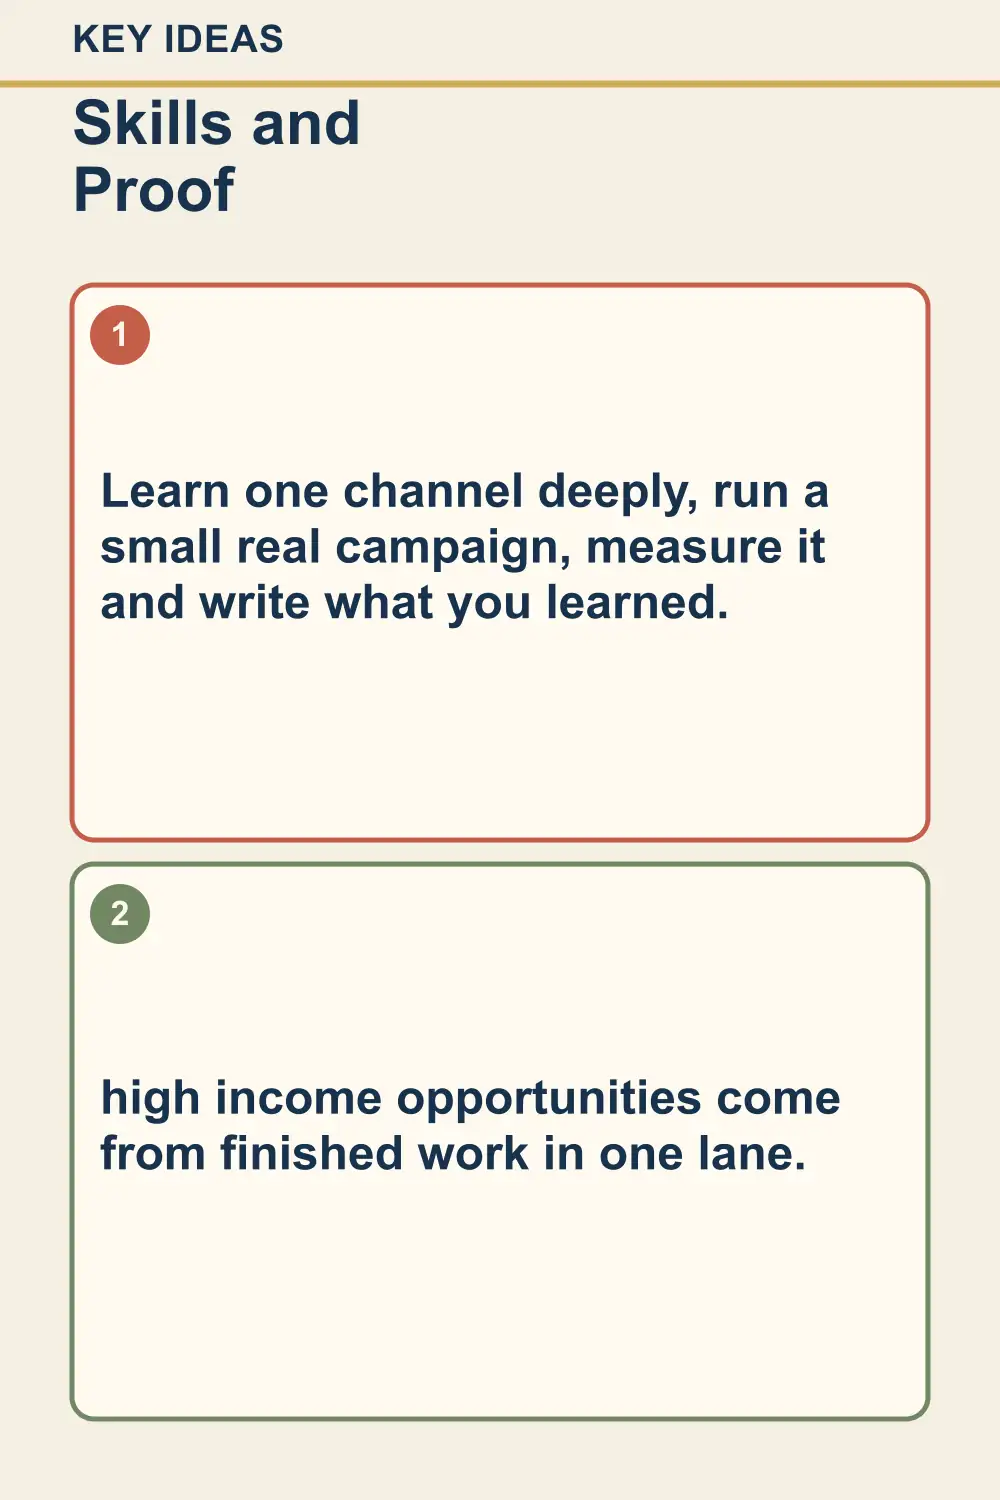 KEY IDEAS
Skills and
Proof
1
Learn one channel deeply, run a
small real campaign, measure it
and write what you learned.
2
high income opportunities come
from finished work in one lane.